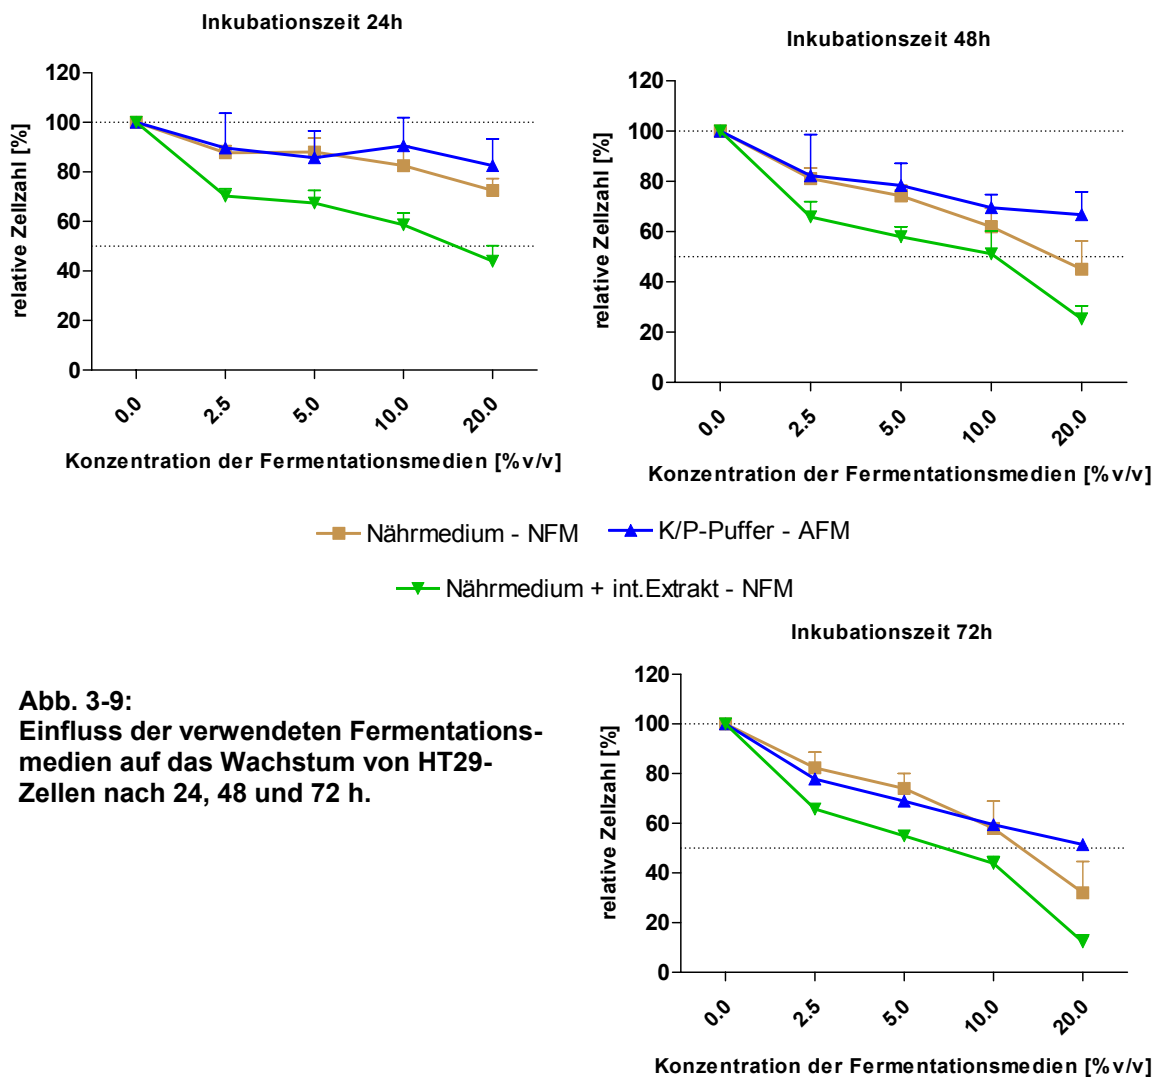 Inkubationszeit 24h
120
100
80
60
40
20
0
relative Zellzahl [%]
0.0
2.5
5.0
10.0
20.0
Konzentration der Fermentationsmedien [%v/v]
Inkubationszeit 48h
120
100
80
60
40
20
0
relative Zellzahl [%]
0.0
2.5
5.0
10.0
20.0
Konzentration der Fermentationsmedien [%v/v]
Nährmedium - NFM
K/P-Puffer - AFM
Nährmedium + int.Extrakt - NFM
Abb. 3-9:
Einfluss der verwendeten Fermentations-
medien auf das Wachstum von HT29-
Zellen nach 24, 48 und 72 h.
Inkubationszeit 72h
120
100
80
60
40
20
0
relative Zellzahl [%]
0.0
2.5
5.0
10.0
20.0
Konzentration der Fermentationsmedien [%v/v]